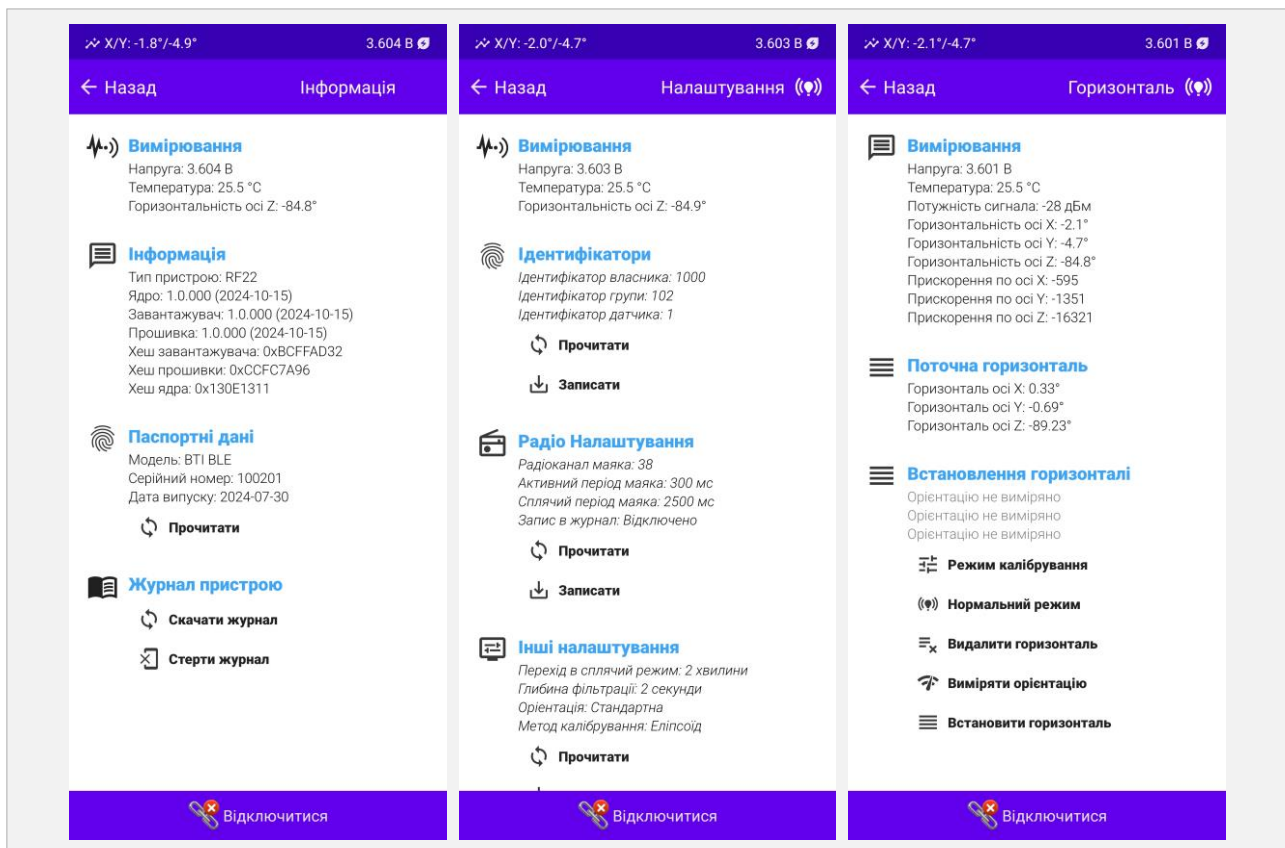 X/Y: -1.8°/-4.9° 3.604 В
Назад Інформація
Вимірювання
Напруга: 3.604 В
Температура: 25.5 °C
Горизонтальність осі Z: -84.8°
Інформація
Тип пристрою: RF22
Ядро: 1.0.000 (2024-10-15)
Завантажувач: 1.0.000 (2024-10-15)
Прошивка: 1.0.000 (2024-10-15)
Хеш завантажувача: 0xBCFFAD32
Хеш прошивки: 0xCCFC7A96
Хеш ядра: 0x130E1311
Паспортні дані
Модель: BTI BLE
Серійний номер: 100201
Дата випуску: 2024-07-30
Прочитати
Журнал пристрою
Скачати журнал
Стерти журнал
Відключитися
X/Y: -2.0°/-4.7° 3.603 В
Назад Налаштування
Вимірювання
Напруга: 3.603 В
Температура: 25.5 °C
Горизонтальність осі Z: -84.9°
Ідентифікатори
Ідентифікатор власника: 1000
Ідентифікатор групи: 102
Ідентифікатор датчика: 1
Прочитати
Записати
Радіо Налаштування
Радіоканал маяка: 38
Активний період маяка: 300 мс
Сплячий період маяка: 2500 мс
Запис в журнал: Відключено
Прочитати
Записати
Інші налаштування
Перехід в сплячий режим: 2 хвилини
Глибина фільтрації: 2 секунди
Орієнтація: Стандартна
Метод калібрування: Еліпсоїд
Прочитати
Відключитися
X/Y: -2.1°/-4.7° 3.601 В
Назад Горизонталь
Вимірювання
Напруга: 3.601 В
Температура: 25.5 °C
Потужність сигнала: -28 дБм
Горизонтальність осі X: -2.1°
Горизонтальність осі Y: -4.7°
Горизонтальність осі Z: -84.8°
Прискорення по осі X: -595
Прискорення по осі Y: -1351
Прискорення по осі Z: -16321
Поточна горизонталь
Горизонталь осі X: 0.33°
Горизонталь осі Y: -0.69°
Горизонталь осі Z: -89.23°
Встановлення горизонталі
Орієнтацію не виміряно
Орієнтацію не виміряно
Орієнтацію не виміряно
Режим калібрування
Нормальний режим
Видалити горизонталь
Виміряти орієнтацію
Встановити горизонталь
Відключитися